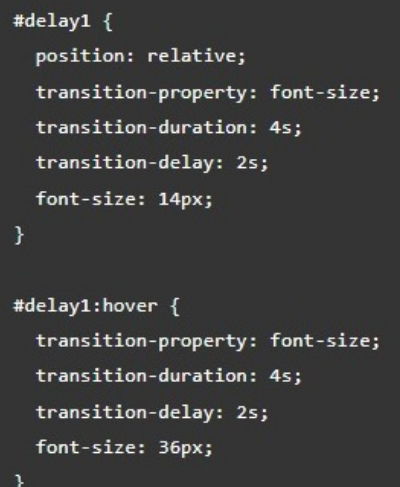 #delay1 {
  position: relative;
  transition-property: font-size;
  transition-duration: 4s;
  transition-delay: 2s;
  font-size: 14px;
}

#delay1:hover {
  transition-property: font-size;
  transition-duration: 4s;
  transition-delay: 2s;
  font-size: 36px;
}